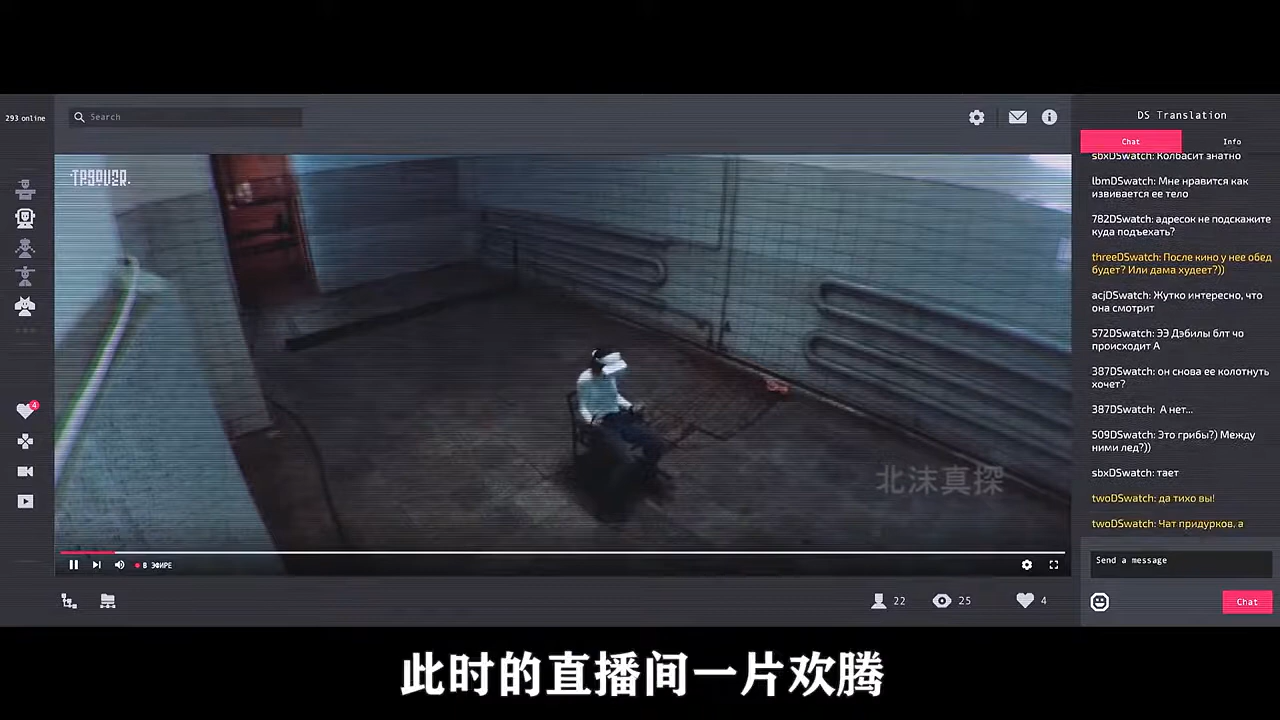 293 online
Search
DS Translation
Chat
Info
sbxDSwatch: Колбасит знатно
lbmDSwatch: Мне нравится как
извивается ее тело
782DSwatch: адресок не подскажите
куда подъехать?
threeDSwatch: После кино у нее обед
будет? Или дама худеет?))
acjDSwatch: Жутко интересно, что
она смотрит
572DSwatch: ЭЭ Дэбилы блт чо
происходит А
387DSwatch: он снова ее колотнуть
хочет?
387DSwatch: А нет...
509DSwatch: Это грибы?) Между
ними лед?))
sbxDSwatch: тает
twoDSwatch: да тихо вы!
twoDSwatch: Чат придурков, а
北沫真探
4
В ЭФИРЕ
22
25
4
Send a message
Chat
此时的直播间一片欢腾